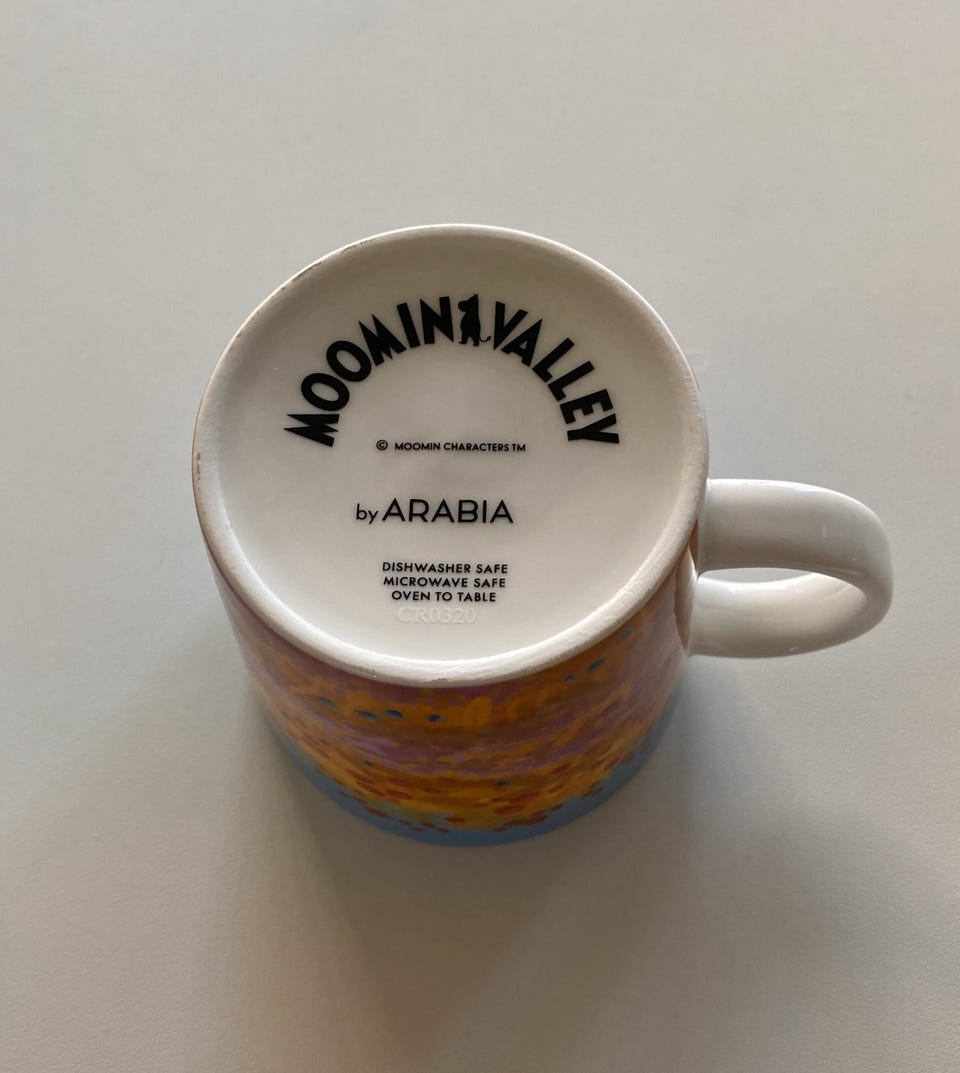 MOOMINVALLEY
© MOOMIN CHARACTERS TM
by ARABIA
DISHWASHER SAFE
MICROWAVE SAFE
OVEN TO TABLE
CR0320